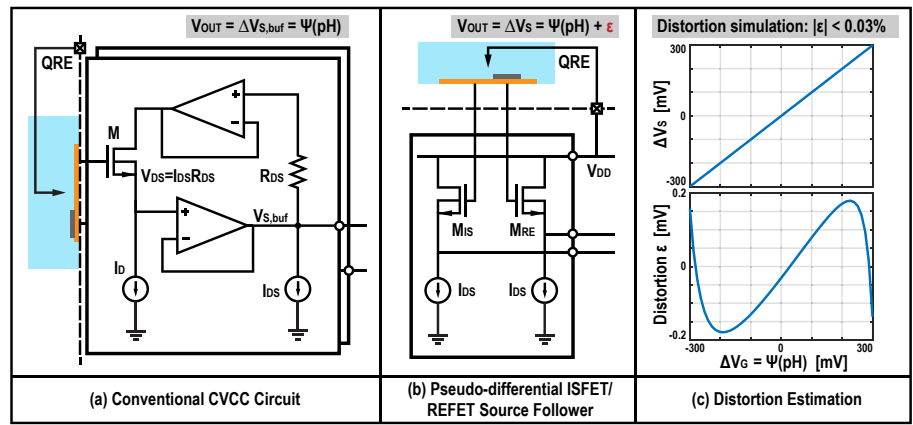 VOUT = ΔVS,buf = Ψ(pH)
QRE
M
+
-
VDS=IDSRDS
RDS
+
-
VS,buf
ID
IDS
(a) Conventional CVCC Circuit
VOUT = ΔVS = Ψ(pH) + ε
QRE
VDD
MIS
MRE
IDS
IDS
(b) Pseudo-differential ISFET/
REFET Source Follower
Distortion simulation: |ε| < 0.03%
300
0
-300
ΔVS [mV]
0.2
0
-0.2
Distortion ε [mV]
-300
0
300
ΔVG = Ψ(pH) [mV]
(c) Distortion Estimation